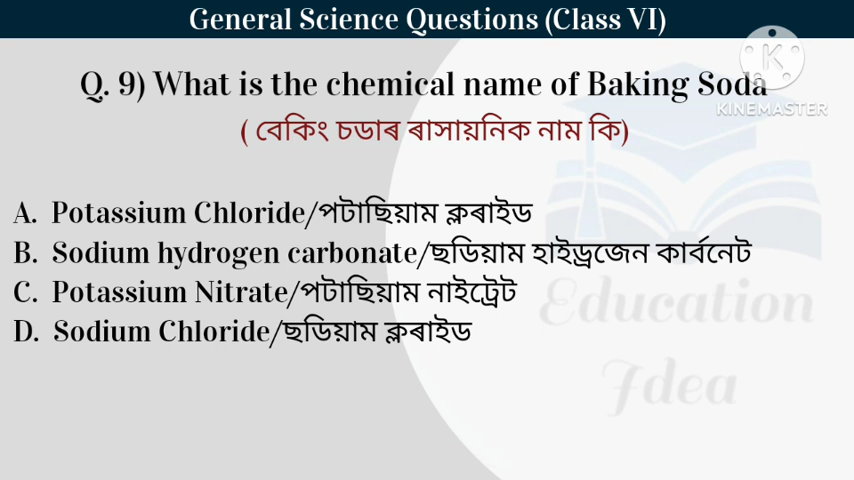 General Science Questions (Class VI)
Q. 9) What is the chemical name of Baking Soda
KINEMASTER
( বেকিং চডাৰ ৰাসায়নিক নাম কি)
A. Potassium Chloride/পটাছিয়াম ক্লৰাইড
B. Sodium hydrogen carbonate/ছডিয়াম হাইড্ৰজেন কাৰ্বনেট
C. Potassium Nitrate/পটাছিয়াম নাইট্ৰেট
D. Sodium Chloride/ছডিয়াম ক্লৰাইড
Education
Idea